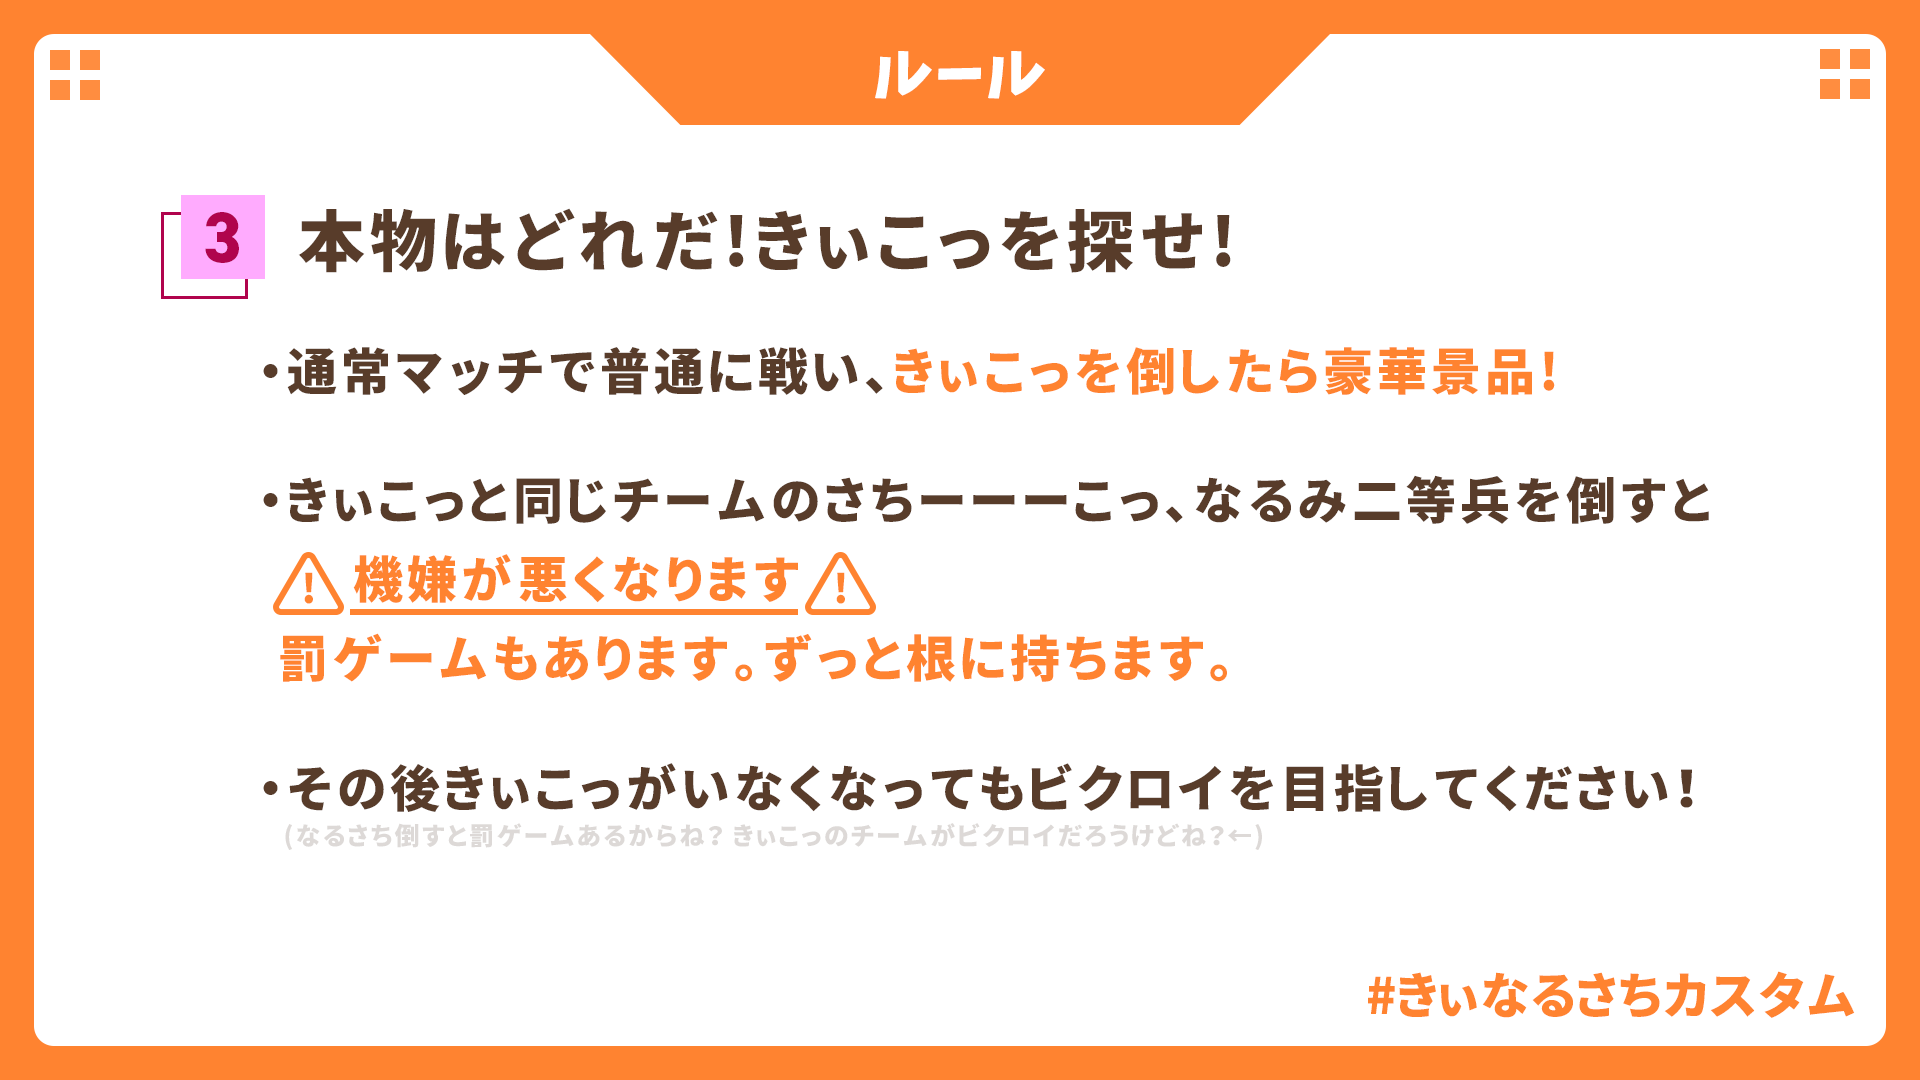 ルール
3 本物はどれだ!きぃこっを探せ!
・通常マッチで普通に戦い、きぃこっを倒したら豪華景品!
・きぃこっと同じチームのさちーーーこっ、なるみ二等兵を倒すと
機嫌が悪くなります
罰ゲームもあります。ずっと根に持ちます。
・その後きぃこっがいなくなってもビクロイを目指してください!
(なるさち倒すと罰ゲームあるからね？きぃこっのチームがビクロイだろうけどね？←)
#きぃなるさちカスタム